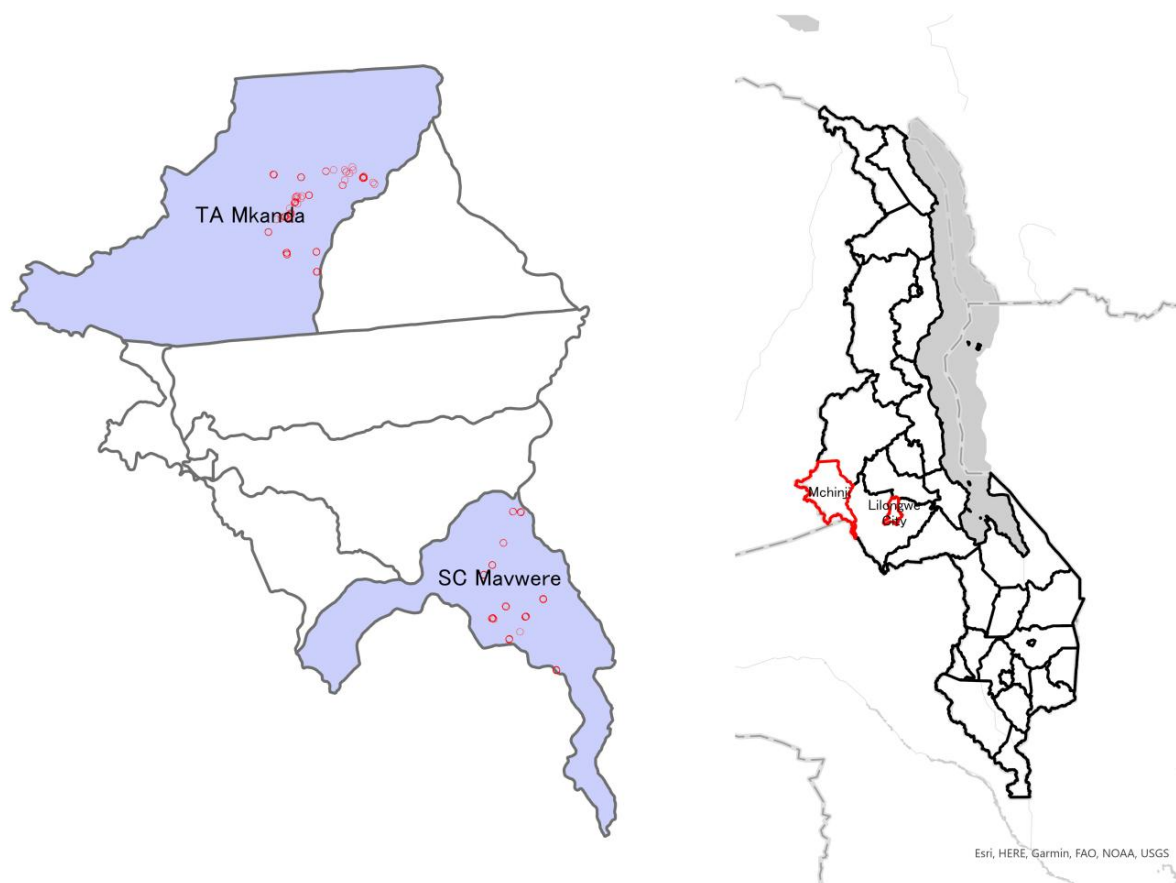 TA Mkanda
SC Mavwere
Mchinji
Lilongwe
City
Esri, HERE, Garmin, FAO, NOAA, USGS